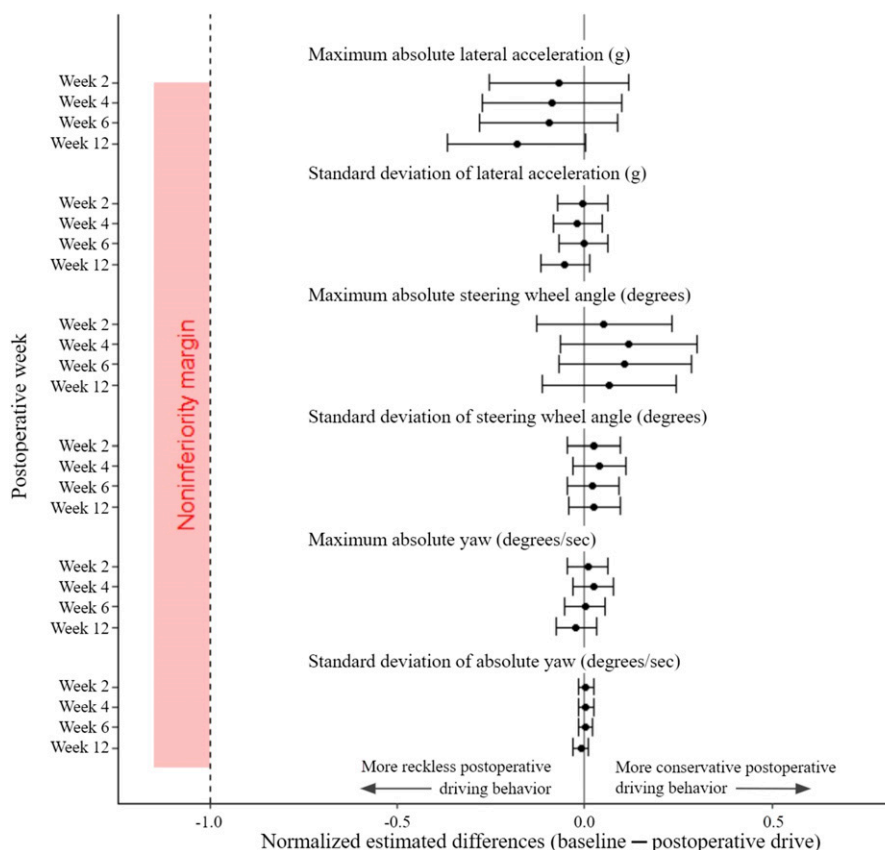 Maximum absolute lateral acceleration (g)
Week 2
Week 4
Week 6
Week 12
Standard deviation of lateral acceleration (g)
Week 2
Week 4
Week 6
Week 12
Maximum absolute steering wheel angle (degrees)
Week 2
Week 4
Week 6
Week 12
Standard deviation of steering wheel angle (degrees)
Week 2
Week 4
Week 6
Week 12
Maximum absolute yaw (degrees/sec)
Week 2
Week 4
Week 6
Week 12
Standard deviation of absolute yaw (degrees/sec)
Week 2
Week 4
Week 6
Week 12
Postoperative week
Noninferiority margin
More reckless postoperative
driving behavior
More conservative postoperative
driving behavior
-1.0
-0.5
0.0
0.5
Normalized estimated differences (baseline — postoperative drive)